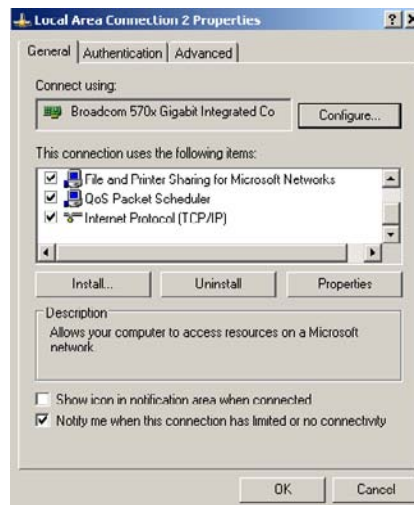 Local Area Connection 2 Properties
General Authentication Advanced
Connect using:
Broadcom 570x Gigabit Integrated Co
Configure...
This connection uses the following items:
File and Printer Sharing for Microsoft Networks
QoS Packet Scheduler
Internet Protocol (TCP/IP)
Install... Uninstall Properties
Description
Allows your computer to access resources on a Microsoft
network.
Show icon in notification area when connected
Notify me when this connection has limited or no connectivity
OK Cancel